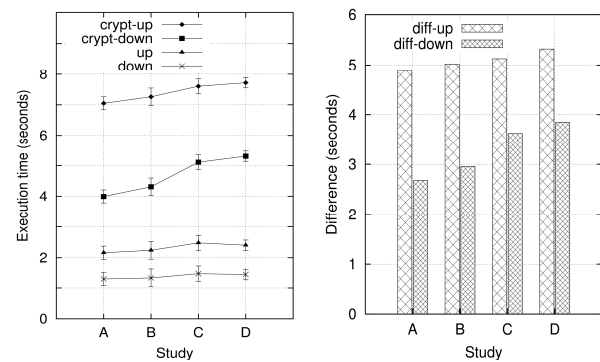 crypt-up
crypt-down
up
down
Execution time (seconds)
8
6
4
2
0
A B C D
Study
diff-up
diff-down
Difference (seconds)
6
5
4
3
2
1
0
A B C D
Study